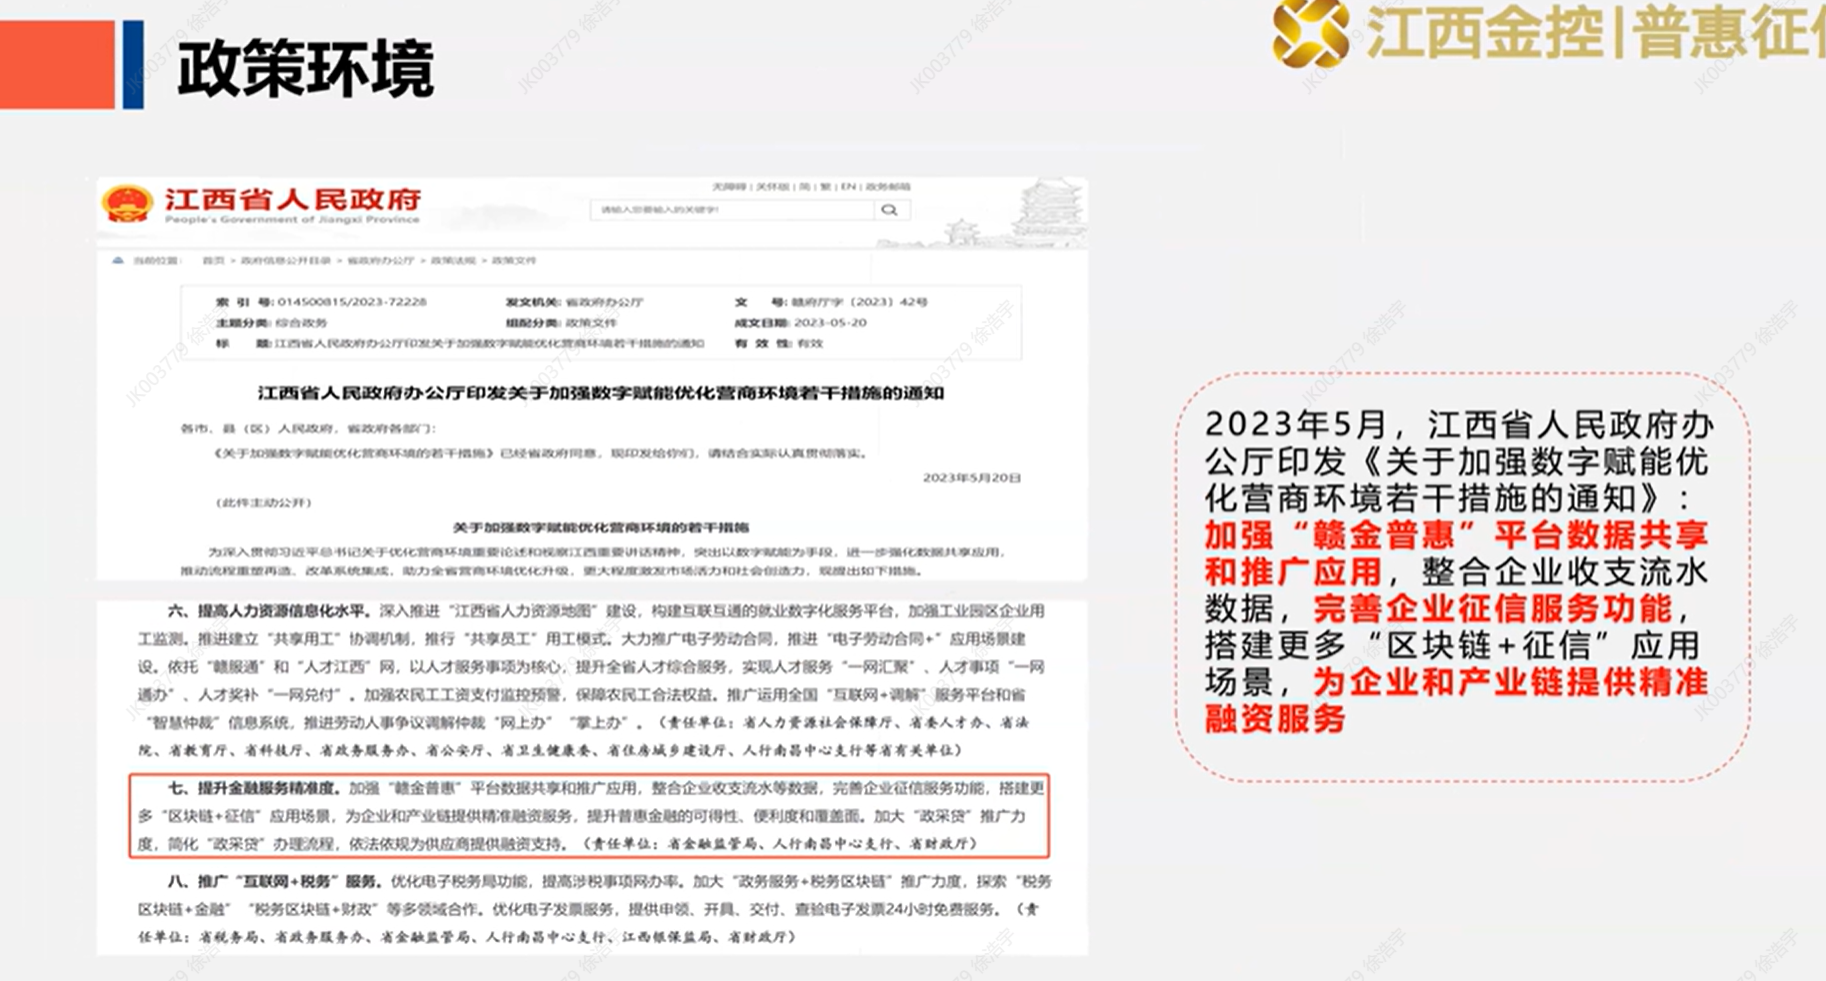 政策环境
江西金控|普惠征信
江西省人民政府
People's Government of Jiangxi Province
无障碍 | 关怀版 | 简 | 繁 | EN | 政务邮箱
请输入您要输入的关键字!
当前位置: 首页 > 政府信息公开目录 > 省政府办公厅 > 政策法规 > 政策文件
索 引 号: 014500815/2023-72228 发文机关: 省政府办公厅 文 号: 赣府厅字〔2023〕42号
主题分类: 综合政务 组配分类: 政策文件 成文日期: 2023-05-20
标 题: 江西省人民政府办公厅印发关于加强数字赋能优化营商环境若干措施的通知 有 效 性: 有效
江西省人民政府办公厅印发关于加强数字赋能优化营商环境若干措施的通知
各市、县（区）人民政府，省政府各部门：
《关于加强数字赋能优化营商环境的若干措施》已经省政府同意，现印发给你们，请结合实际认真贯彻落实。
2023年5月20日
（此件主动公开）
关于加强数字赋能优化营商环境的若干措施
为深入贯彻习近平总书记关于优化营商环境重要论述和视察江西重要讲话精神，突出以数字赋能为手段，进一步强化数据共享应用，
推动流程重塑再造、改革系统集成，助力全省营商环境优化升级，更大程度激发市场活力和社会创造力，现提出如下措施。
六、提高人力资源信息化水平。深入推进“江西省人力资源地图”建设，构建互联互通的就业数字化服务平台，加强工业园区企业用
工监测。推进建立“共享用工”协调机制，推行“共享员工”用工模式。大力推广电子劳动合同，推进“电子劳动合同+”应用场景建
设。依托“赣服通”和“人才江西”网，以人才服务事项为核心，提升全省人才综合服务，实现人才服务“一网汇聚”、人才事项“一网
通办”、人才奖补“一网兑付”。加强农民工工资支付监控预警，保障农民工合法权益。推广运用全国“互联网+调解”服务平台和省
“智慧仲裁”信息系统，推进劳动人事争议调解仲裁“网上办”“掌上办”。（责任单位：省人力资源社会保障厅、省委人才办、省法
院、省教育厅、省科技厅、省政务服务办、省公安厅、省卫生健康委、省住房城乡建设厅、人行南昌中心支行等省有关单位）
七、提升金融服务精准度。加强“赣金普惠”平台数据共享和推广应用，整合企业收支流水等数据，完善企业征信服务功能，搭建更
多“区块链+征信”应用场景，为企业和产业链提供精准融资服务，提升普惠金融的可得性、便利度和覆盖面。加大“政采贷”推广力
度，简化“政采贷”办理流程，依法依规为供应商提供融资支持。（责任单位：省金融监管局、人行南昌中心支行、省财政厅）
八、推广“互联网+税务”服务。优化电子税务局功能，提高涉税事项网办率。加大“政务服务+税务区块链”推广力度，探索“税务
区块链+金融”“税务区块链+财政”等多领域合作。优化电子发票服务，提供申领、开具、交付、查验电子发票24小时免费服务。（责
任单位：省税务局、省政务服务办、省金融监管局、人行南昌中心支行、江西银保监局、省财政厅）
2023年5月，江西省人民政府办
公厅印发《关于加强数字赋能优
化营商环境若干措施的通知》：
加强“赣金普惠”平台数据共享
和推广应用，整合企业收支流水
数据，完善企业征信服务功能，
搭建更多“区块链+征信”应用
场景，为企业和产业链提供精准
融资服务
JK003779 徐浩宇